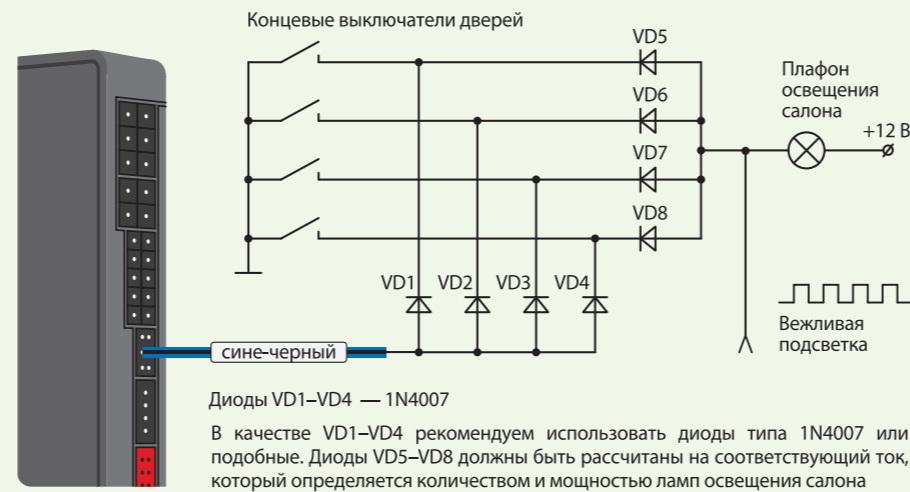 Концевые выключатели дверей
VD5
VD6
VD7
VD8
Плафон
освещения
салона
+12 В
VD1
VD2
VD3
VD4
Вежливая
подсветка
сине-черный
Диоды VD1–VD4 — 1N4007
В качестве VD1–VD4 рекомендуем использовать диоды типа 1N4007 или
подобные. Диоды VD5–VD8 должны быть рассчитаны на соответствующий ток,
который определяется количеством и мощностью ламп освещения салона